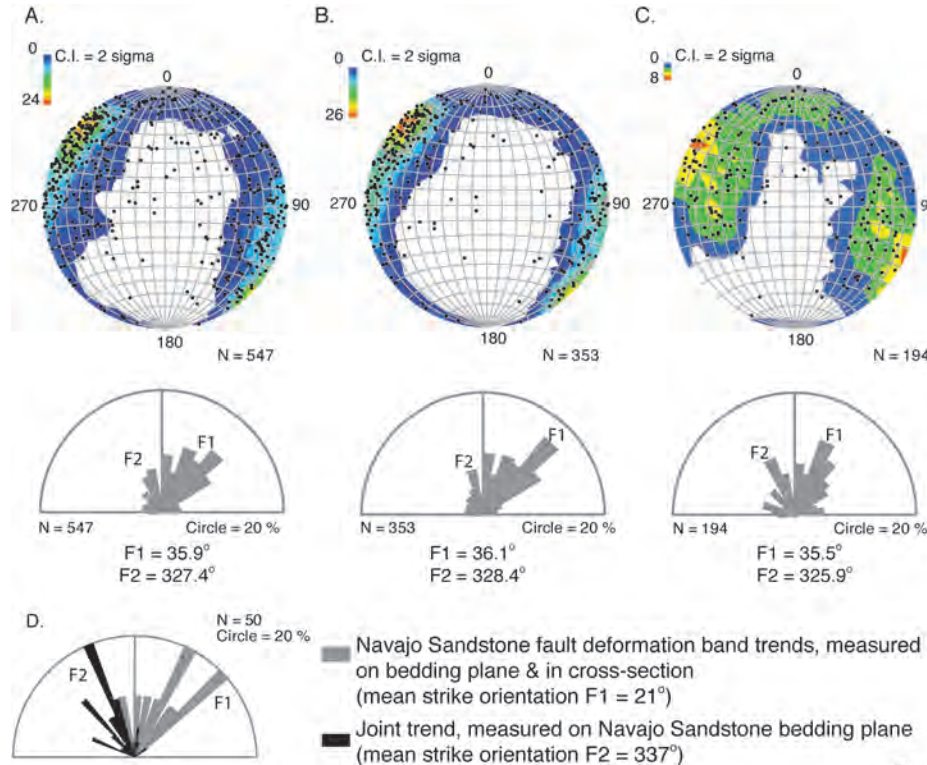 A.
B.
C.
0
C.I. = 2 sigma
24
0
C.I. = 2 sigma
26
0
C.I. = 2 sigma
8
0
0
0
270
90
270
90
270
90
180
180
180
N = 547
N = 353
N = 194
F2
F1
F2
F1
F2
F1
N = 547
Circle = 20 %
N = 353
Circle = 20 %
N = 194
Circle = 20 %
F1 = 35.9°
F2 = 327.4°
F1 = 36.1°
F2 = 328.4°
F1 = 35.5°
F2 = 325.9°
D.
N = 50
Circle = 20 %
F2
F1
Navajo Sandstone fault deformation band trends, measured
on bedding plane & in cross-section
(mean strike orientation F1 = 21°)
Joint trend, measured on Navajo Sandstone bedding plane
(mean strike orientation F2 = 337°)